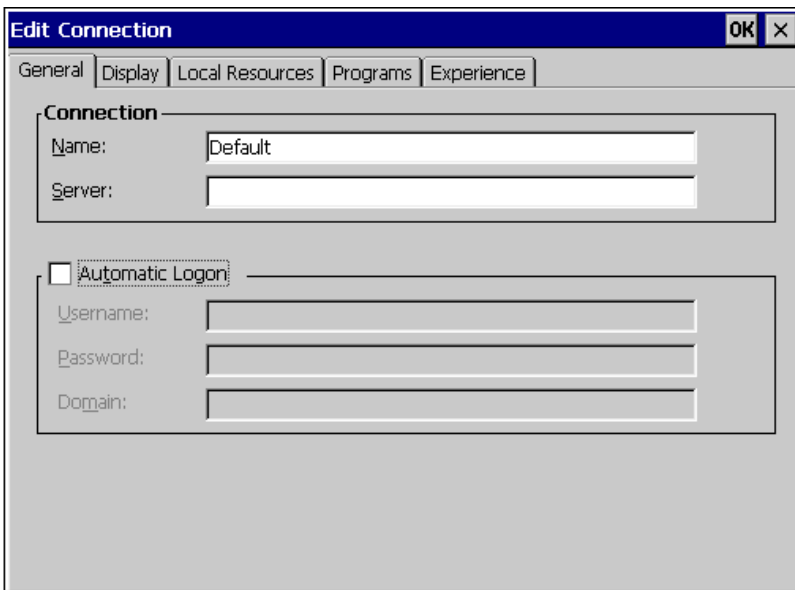 Edit Connection OK ×
General Display Local Resources Programs Experience
Connection
Name: Default
Server:
Automatic Logon
Username:
Password:
Domain: